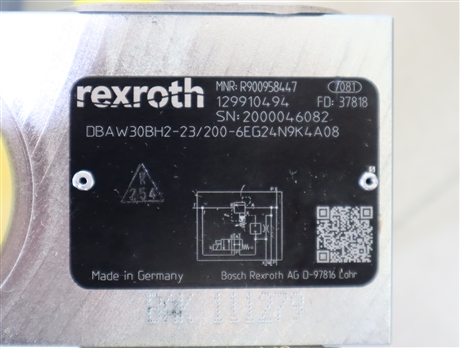 rexroth
MNR: R900958447 7081
129910494 FD: 37818
SN: 2000046082
DBAW30BH2-23/200-6EG24N9K4A08
254
Made in Germany
Bosch Rexroth AG D-97816 Lohr